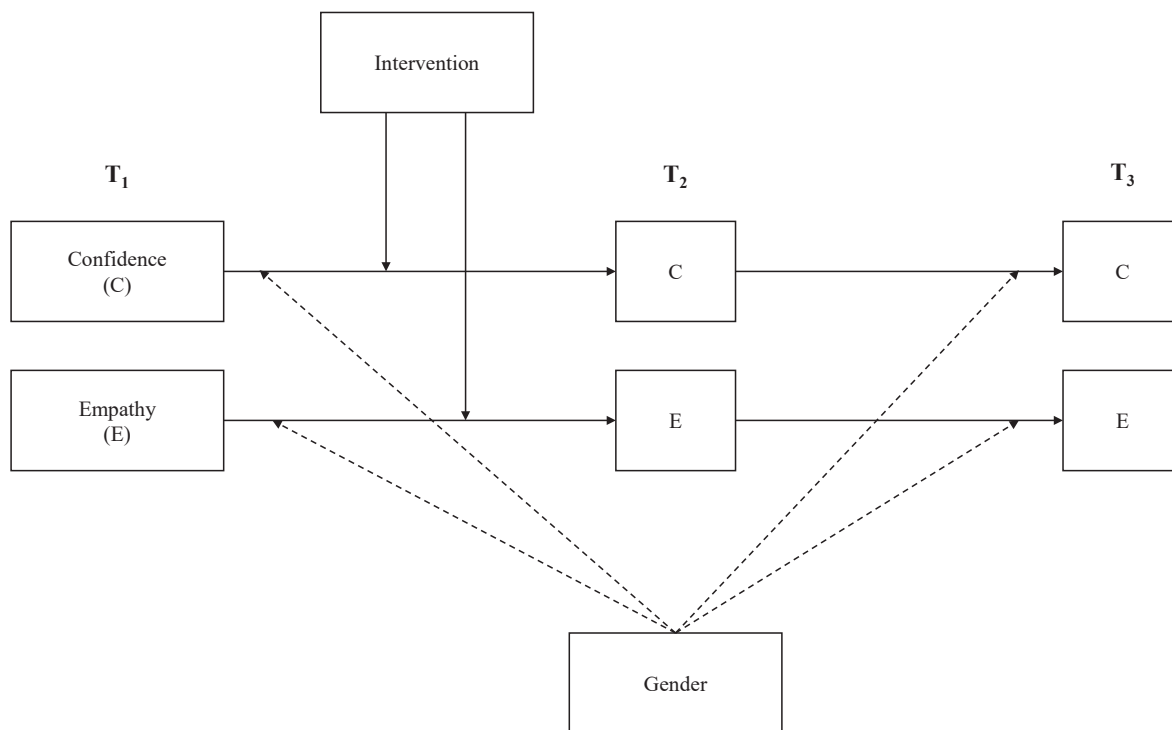 Intervention
T₁
T₂
T₃
Confidence
(C)
C
C
Empathy
(E)
E
E
Gender